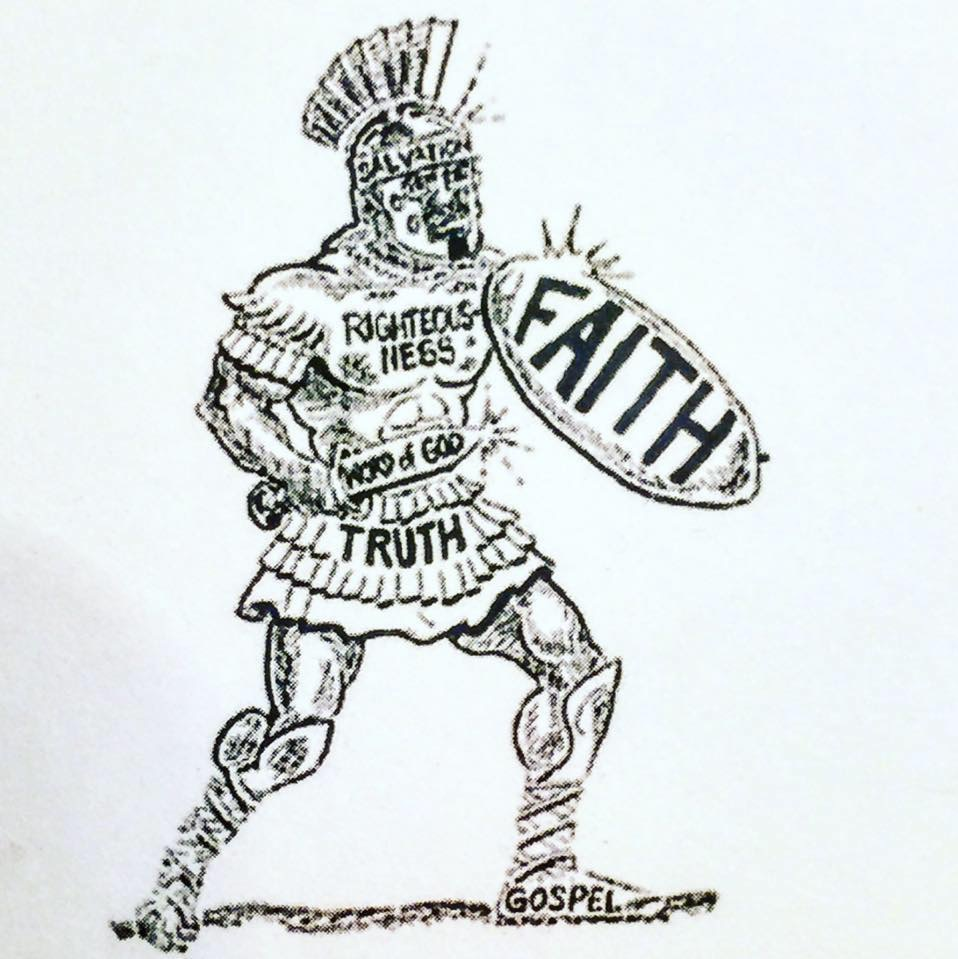 SALVATION
RIGHTEOUS-
NESS
FAITH
WORD of GOD
TRUTH
GOSPEL